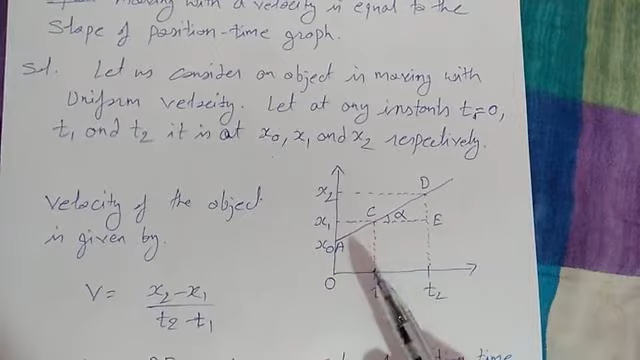 moving with a velocity is equal to the
Slope of position-time graph.
Sol. Let us consider an object is moving with
Uniform velocity. Let at any instants t=0,
t₁ and t₂ it is at x₀, x₁ and x₂ respectively.
Velocity of the object
is given by
V = x₂-x₁
t₂-t₁
x₂
D
x₁
C
α
E
x₀
A
O
t₂